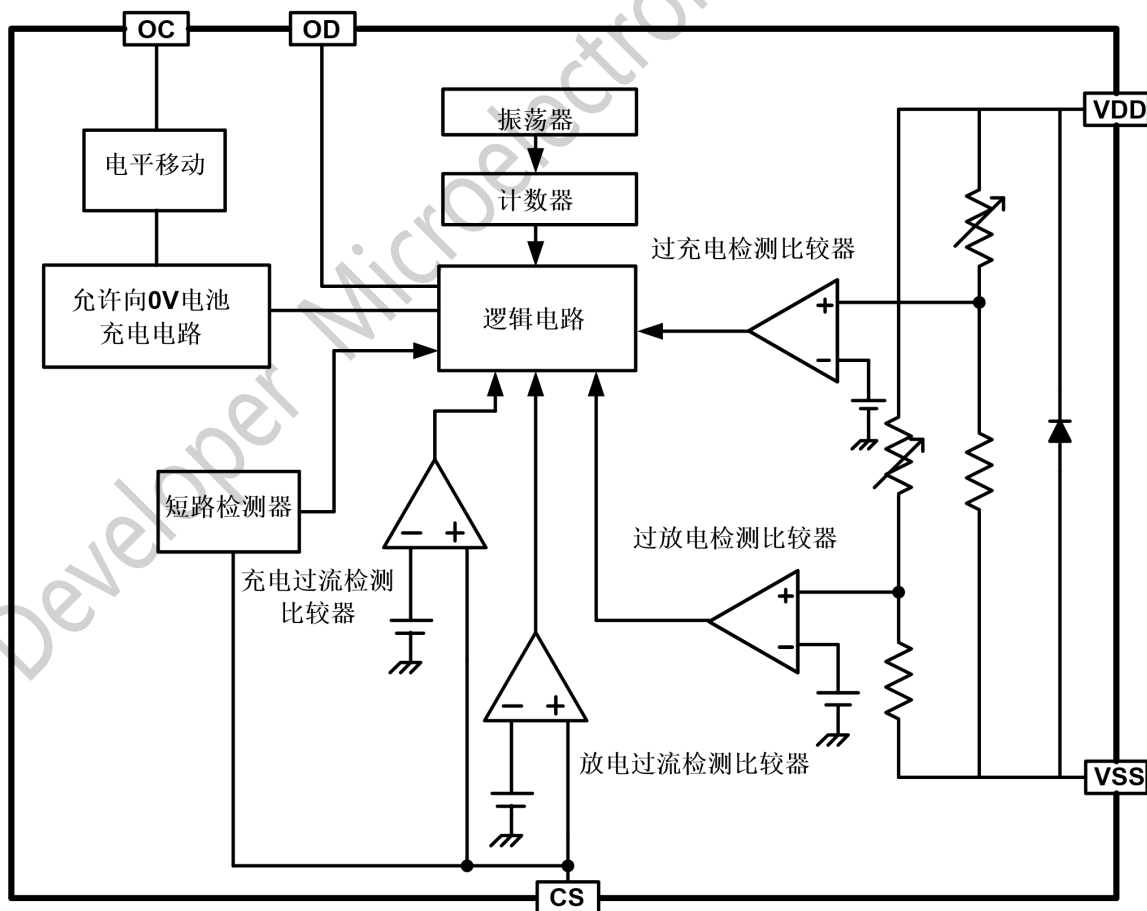 OC
OD
VDD
振荡器
电平移动
计数器
过充电检测比较器
+
−
允许向0V电池
充电电路
逻辑电路
短路检测器
− +
充电过流检测
比较器
过放电检测比较器
+
−
− +
放电过流检测比较器
VSS
CS
Developer Microelectron